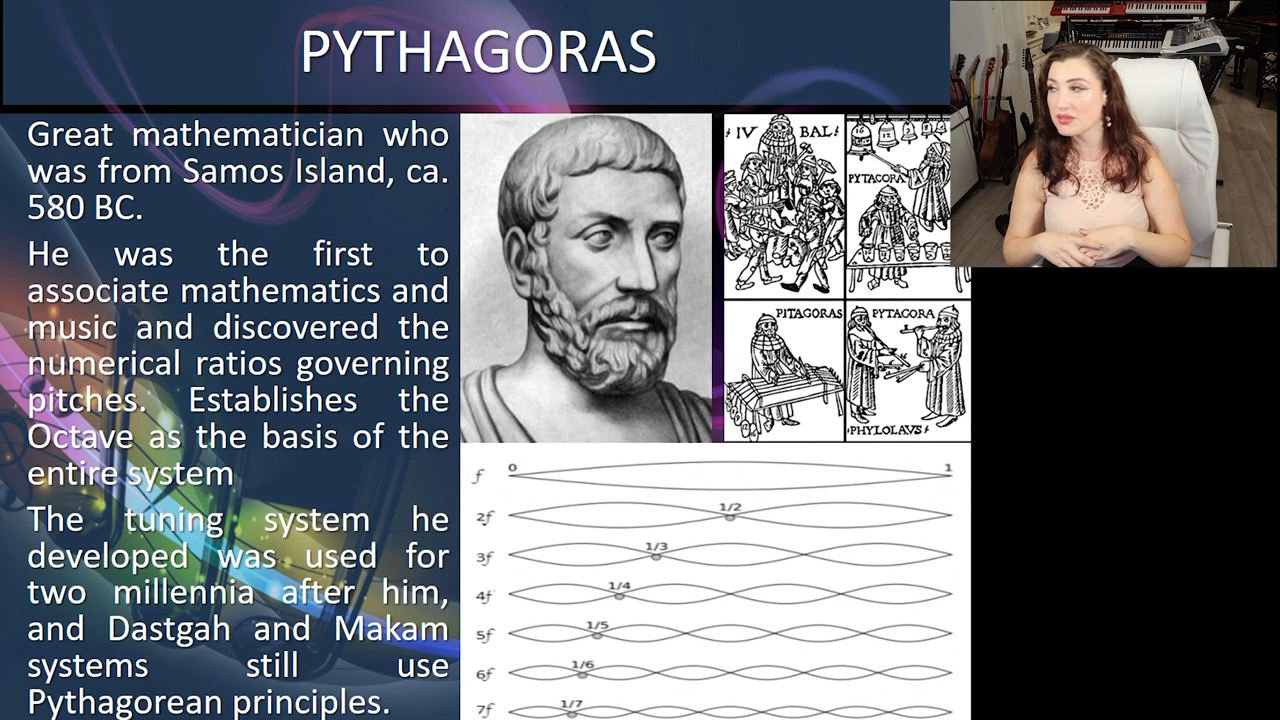 PYTHAGORAS
Great mathematician who
was from Samos Island, ca.
580 BC.
He was the first to
associate mathematics and
music and discovered the
numerical ratios governing
pitches. Establishes the
Octave as the basis of the
entire system
The tuning system he
developed was used for
two millennia after him,
and Dastgah and Makam
systems still use
Pythagorean principles.
IV BAL
PYTACORA
PITAGORAS
PYTAGORA
PHYLOLAVS
f 0 1
2f 1/2
3f 1/3
4f 1/4
5f 1/5
6f 1/6
7f 1/7